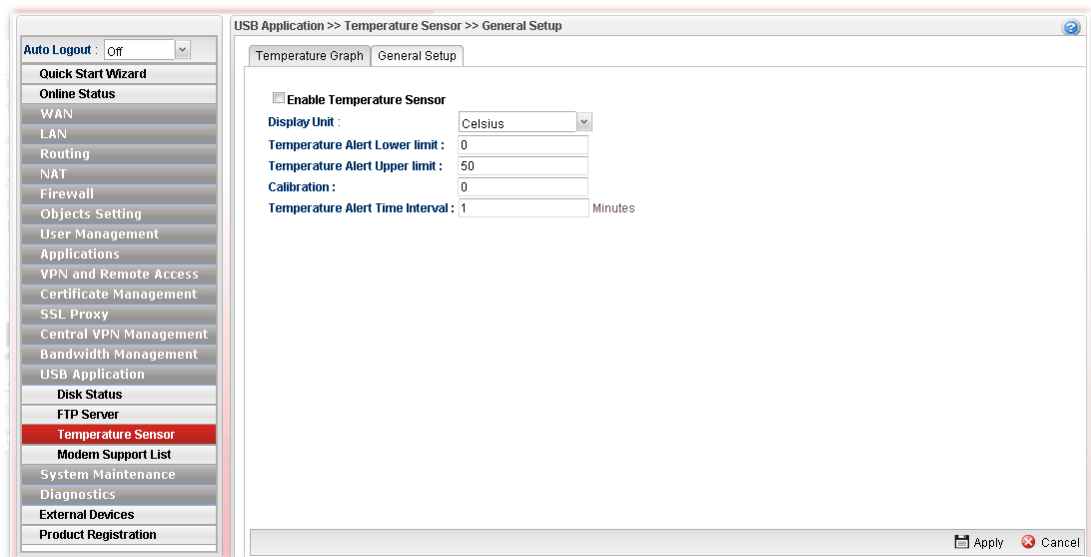 USB Application >> Temperature Sensor >> General Setup
Auto Logout : Off
Quick Start Wizard
Online Status
WAN
LAN
Routing
NAT
Firewall
Objects Setting
User Management
Applications
VPN and Remote Access
Certificate Management
SSL Proxy
Central VPN Management
Bandwidth Management
USB Application
Disk Status
FTP Server
Temperature Sensor
Modem Support List
System Maintenance
Diagnostics
External Devices
Product Registration
Temperature Graph General Setup
Enable Temperature Sensor
Display Unit : Celsius
Temperature Alert Lower limit : 0
Temperature Alert Upper limit : 50
Calibration : 0
Temperature Alert Time Interval : 1 Minutes
Apply Cancel